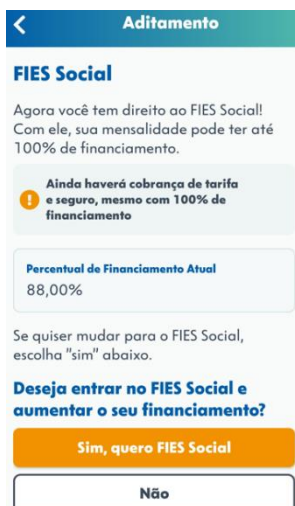 Aditamento
FIES Social
Agora você tem direito ao FIES Social!
Com ele, sua mensalidade pode ter até
100% de financiamento.
Ainda haverá cobrança de tarifa
e seguro, mesmo com 100% de
financiamento
Percentual de Financiamento Atual
88,00%
Se quiser mudar para o FIES Social,
escolha "sim" abaixo.
Deseja entrar no FIES Social e
aumentar o seu financiamento?
Sim, quero FIES Social
Não